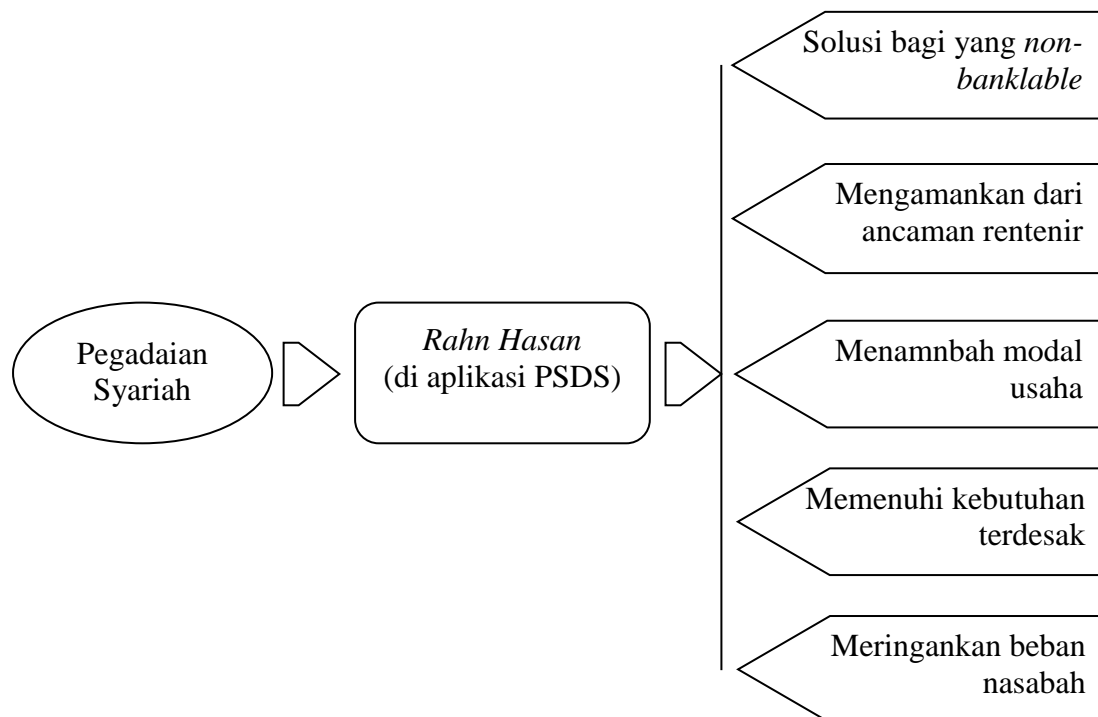 Pegadaian
Syariah
Rahn Hasan
(di aplikasi PSDS)
Solusi bagi yang non-
banklable
Mengamankan dari
ancaman rentenir
Menamnbah modal
usaha
Memenuhi kebutuhan
terdesak
Meringankan beban
nasabah